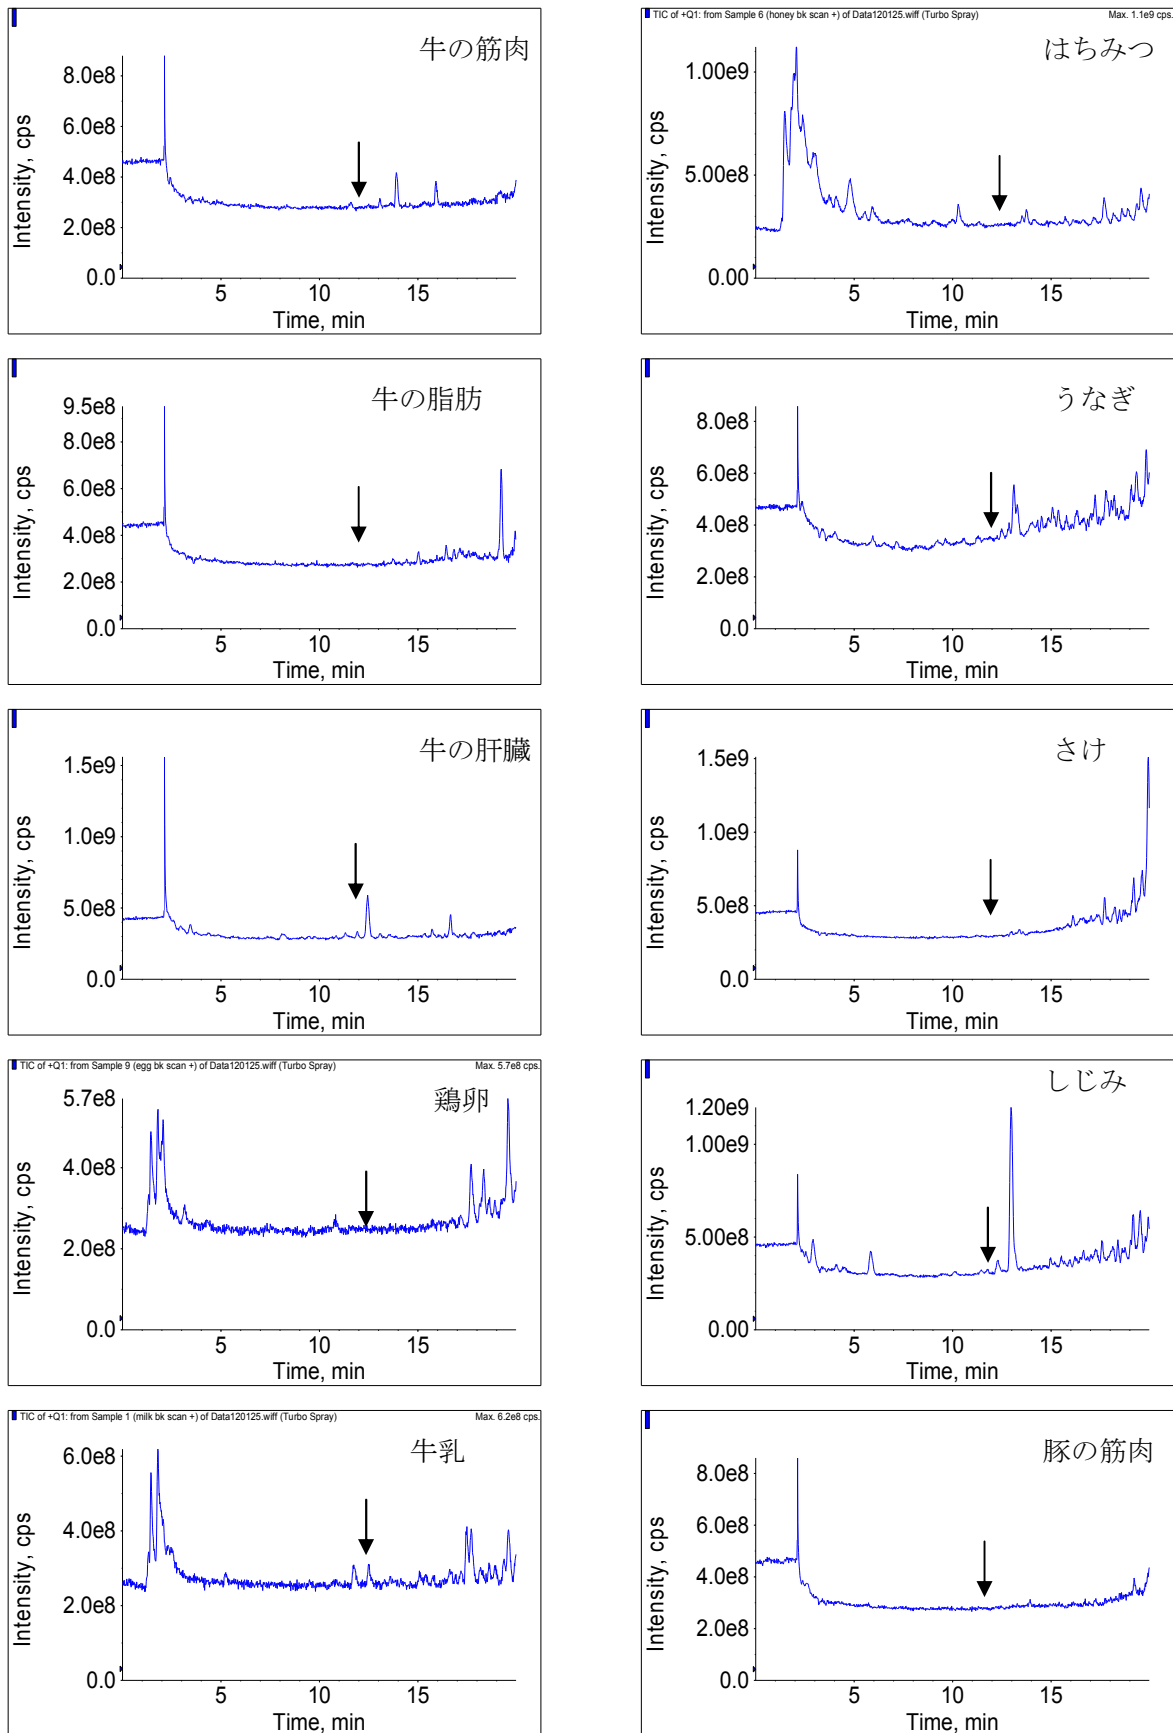 牛の筋肉
8.0e8
6.0e8
4.0e8
2.0e8
0.0
Intensity, cps
5 10 15
Time, min
TIC of +Q1: from Sample 6 (honey bk scan +) of Data120125.wiff (Turbo Spray) Max. 1.1e9 cps.
はちみつ
1.00e9
5.00e8
0.00
Intensity, cps
5 10 15
Time, min
牛の脂肪
9.5e8
8.0e8
6.0e8
4.0e8
2.0e8
0.0
Intensity, cps
5 10 15
Time, min
うなぎ
8.0e8
6.0e8
4.0e8
2.0e8
0.0
Intensity, cps
5 10 15
Time, min
牛の肝臓
1.5e9
1.0e9
5.0e8
0.0
Intensity, cps
5 10 15
Time, min
さけ
1.5e9
1.0e9
5.0e8
0.0
Intensity, cps
5 10 15
Time, min
TIC of +Q1: from Sample 9 (egg bk scan +) of Data120125.wiff (Turbo Spray) Max. 5.7e8 cps.
鶏卵
5.7e8
4.0e8
2.0e8
0.0
Intensity, cps
5 10 15
Time, min
しじみ
1.20e9
1.00e9
5.00e8
0.00
Intensity, cps
5 10 15
Time, min
TIC of +Q1: from Sample 1 (milk bk scan +) of Data120125.wiff (Turbo Spray) Max. 6.2e8 cps.
牛乳
6.0e8
4.0e8
2.0e8
0.0
Intensity, cps
5 10 15
Time, min
豚の筋肉
8.0e8
6.0e8
4.0e8
2.0e8
0.0
Intensity, cps
5 10 15
Time, min